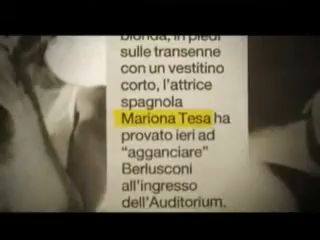 bionda, in piedi
sulle transenne
con un vestitino
corto, l'attrice
spagnola
Mariona Tesa ha
provato ieri ad
"agganciare"
Berlusconi
all'ingresso
dell'Auditorium.